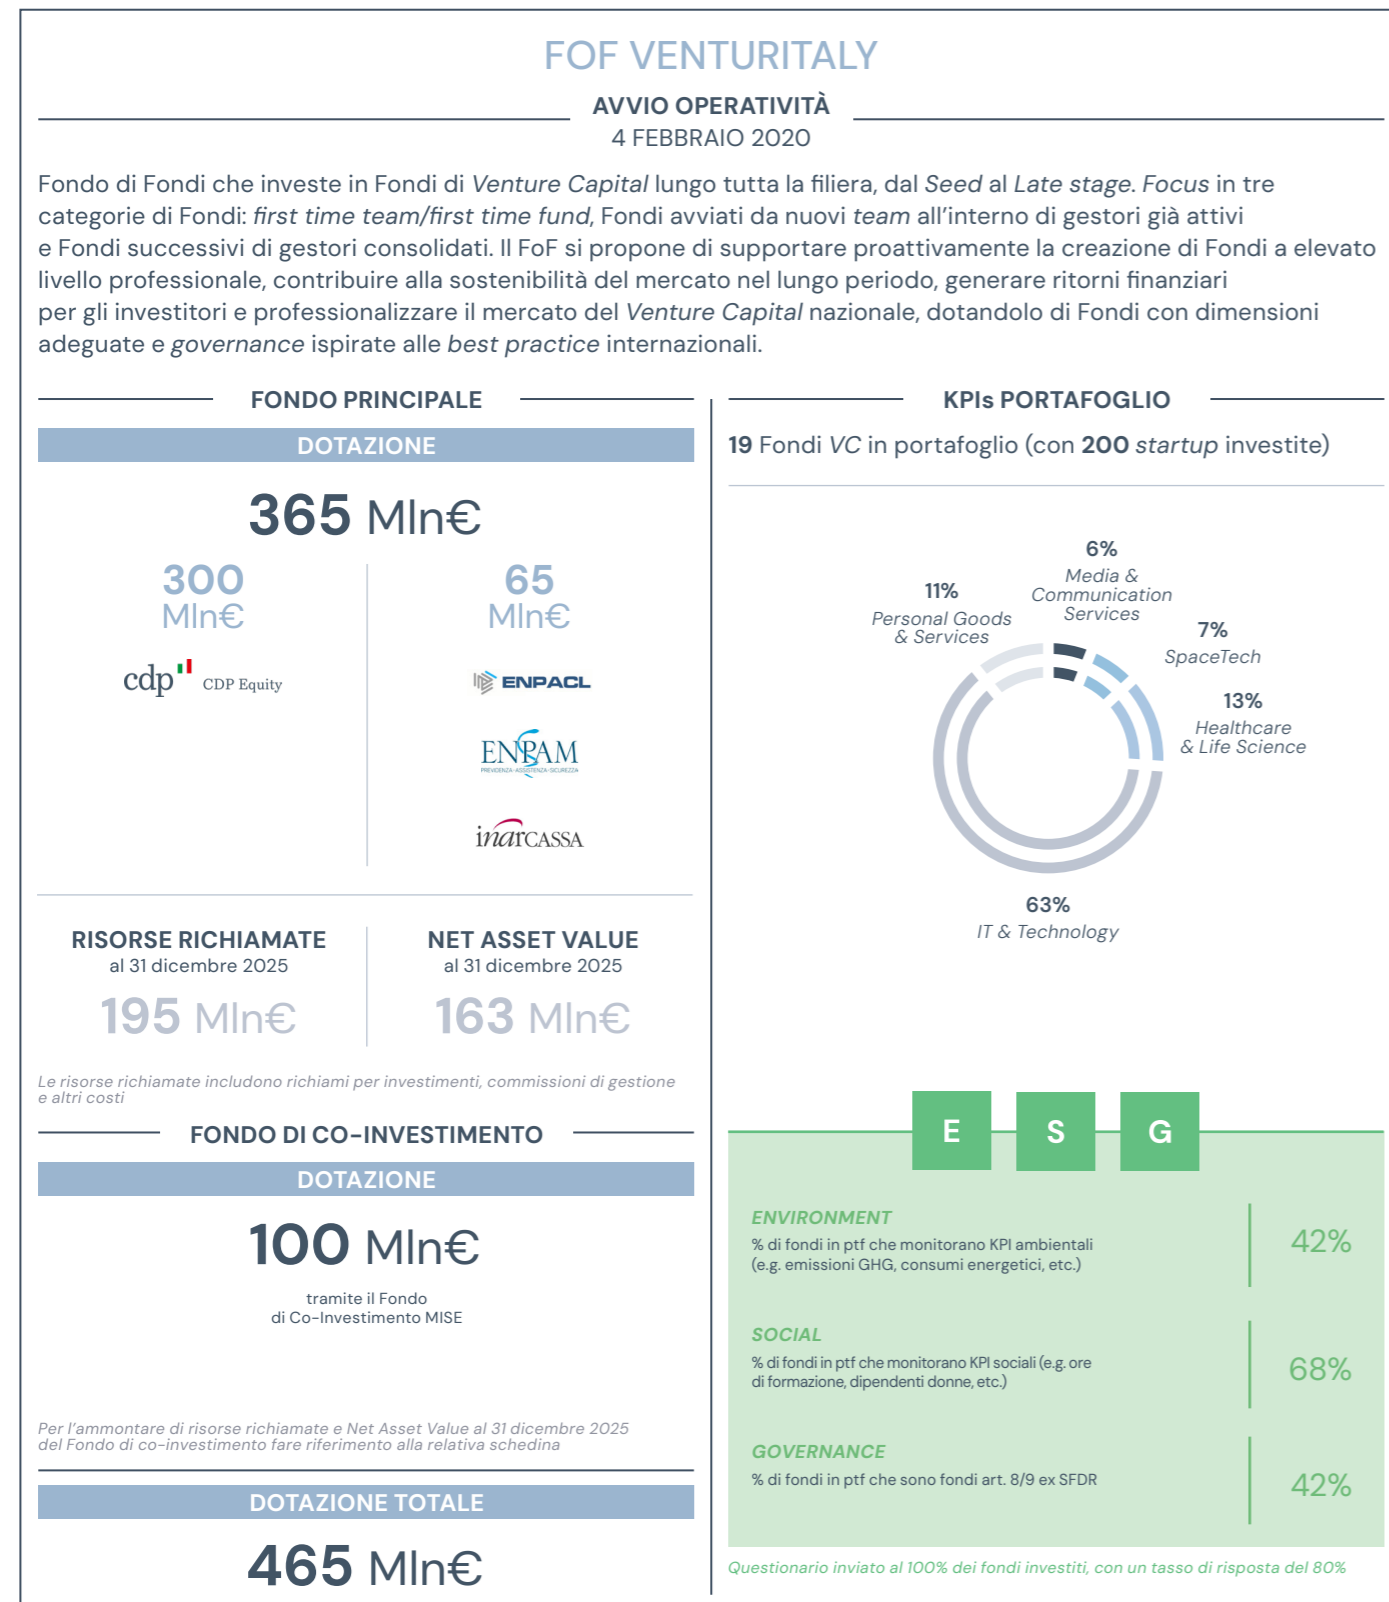 FOF VENTURITALY
AVVIO OPERATIVITÀ
4 FEBBRAIO 2020
Fondo di Fondi che investe in Fondi di Venture Capital lungo tutta la filiera, dal Seed al Late stage. Focus in tre
categorie di Fondi: first time team/first time fund, Fondi avviati da nuovi team all'interno di gestori già attivi
e Fondi successivi di gestori consolidati. Il FoF si propone di supportare proattivamente la creazione di Fondi a elevato
livello professionale, contribuire alla sostenibilità del mercato nel lungo periodo, generare ritorni finanziari
per gli investitori e professionalizzare il mercato del Venture Capital nazionale, dotandolo di Fondi con dimensioni
adeguate e governance ispirate alle best practice internazionali.
FONDO PRINCIPALE
DOTAZIONE
365 Mln€
300
Mln€
cdp CDP Equity
65
Mln€
ENPACL
ENPAM
PREVIDENZA-ASSISTENZA-SICUREZZA
inarCASSA
RISORSE RICHIAMATE
al 31 dicembre 2025
195 Mln€
NET ASSET VALUE
al 31 dicembre 2025
163 Mln€
Le risorse richiamate includono richiami per investimenti, commissioni di gestione
e altri costi
FONDO DI CO-INVESTIMENTO
DOTAZIONE
100 Mln€
tramite il Fondo
di Co-Investimento MISE
Per l'ammontare di risorse richiamate e Net Asset Value al 31 dicembre 2025
del Fondo di co-investimento fare riferimento alla relativa schedina
DOTAZIONE TOTALE
465 Mln€
KPIs PORTAFOGLIO
19 Fondi VC in portafoglio (con 200 startup investite)
6%
Media &
Communication
Services
11%
Personal Goods
& Services
7%
SpaceTech
13%
Healthcare
& Life Science
63%
IT & Technology
E S G
ENVIRONMENT
% di fondi in ptf che monitorano KPI ambientali
(e.g. emissioni GHG, consumi energetici, etc.)
42%
SOCIAL
% di fondi in ptf che monitorano KPI sociali (e.g. ore
di formazione, dipendenti donne, etc.)
68%
GOVERNANCE
% di fondi in ptf che sono fondi art. 8/9 ex SFDR
42%
Questionario inviato al 100% dei fondi investiti, con un tasso di risposta del 80%